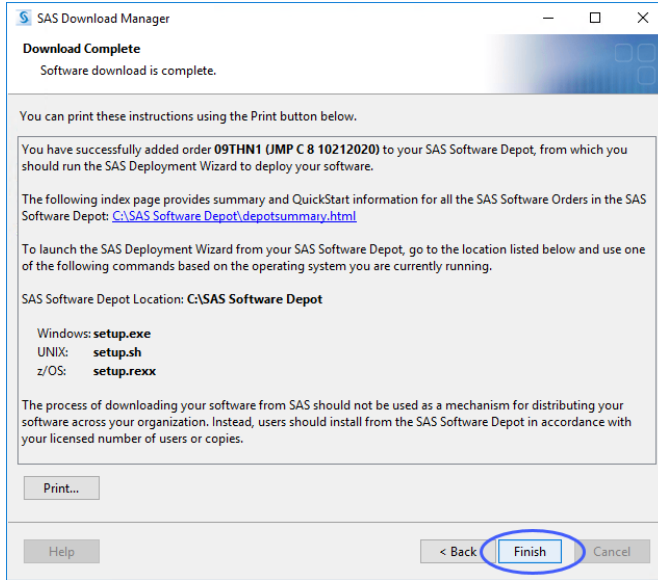 SAS Download Manager
Download Complete
Software download is complete.
You can print these instructions using the Print button below.
You have successfully added order 09THN1 (JMP C 8 10212020) to your SAS Software Depot, from which you
should run the SAS Deployment Wizard to deploy your software.
The following index page provides summary and QuickStart information for all the SAS Software Orders in the SAS
Software Depot: C:\SAS Software Depot\depotsummary.html
To launch the SAS Deployment Wizard from your SAS Software Depot, go to the location listed below and use one
of the following commands based on the operating system you are currently running.
SAS Software Depot Location: C:\SAS Software Depot
Windows: setup.exe
UNIX: setup.sh
z/OS: setup.rexx
The process of downloading your software from SAS should not be used as a mechanism for distributing your
software across your organization. Instead, users should install from the SAS Software Depot in accordance with
your licensed number of users or copies.
Print...
Help < Back Finish Cancel